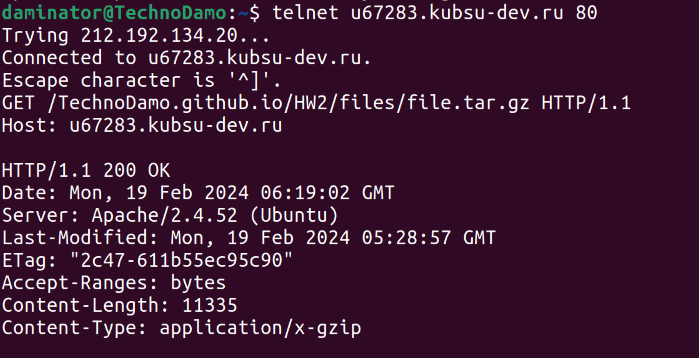 daminator@TechnoDamo:~$ telnet u67283.kubsu-dev.ru 80
Trying 212.192.134.20...
Connected to u67283.kubsu-dev.ru.
Escape character is '^]'.
GET /TechnoDamo.github.io/HW2/files/file.tar.gz HTTP/1.1
Host: u67283.kubsu-dev.ru

HTTP/1.1 200 OK
Date: Mon, 19 Feb 2024 06:19:02 GMT
Server: Apache/2.4.52 (Ubuntu)
Last-Modified: Mon, 19 Feb 2024 05:28:57 GMT
ETag: "2c47-611b55ec95c90"
Accept-Ranges: bytes
Content-Length: 11335
Content-Type: application/x-gzip